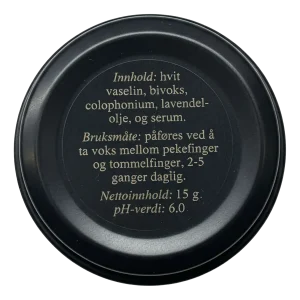 Innhold: hvit
vaselin, bivoks,
colophonium, lavendel-
olje, og serum.
Bruksmåte: påføres ved å
ta voks mellom pekefinger
og tommelfinger, 2-5
ganger daglig.
Nettoinnhold: 15 g.
pH-verdi: 6.0